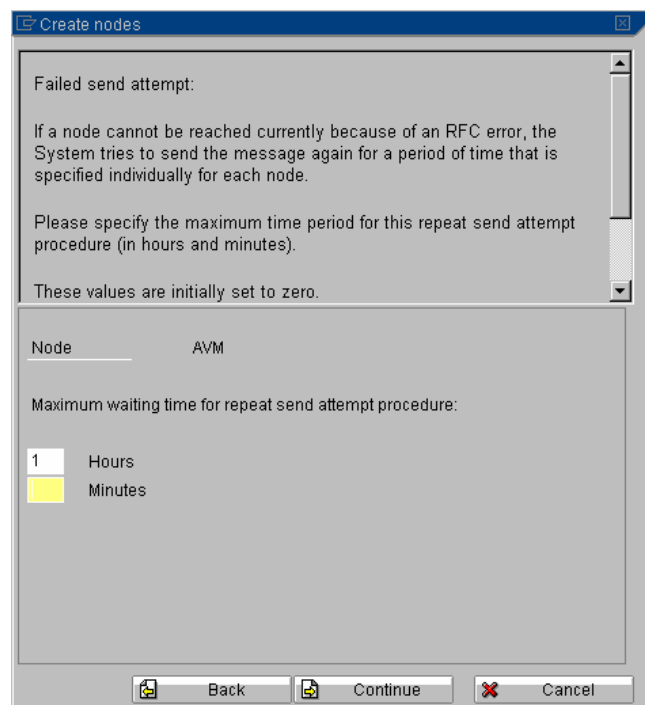 Create nodes
Failed send attempt:
If a node cannot be reached currently because of an RFC error, the
System tries to send the message again for a period of time that is
specified individually for each node.
Please specify the maximum time period for this repeat send attempt
procedure (in hours and minutes).
These values are initially set to zero.
Node AVM
Maximum waiting time for repeat send attempt procedure:
1 Hours
Minutes
Back Continue Cancel